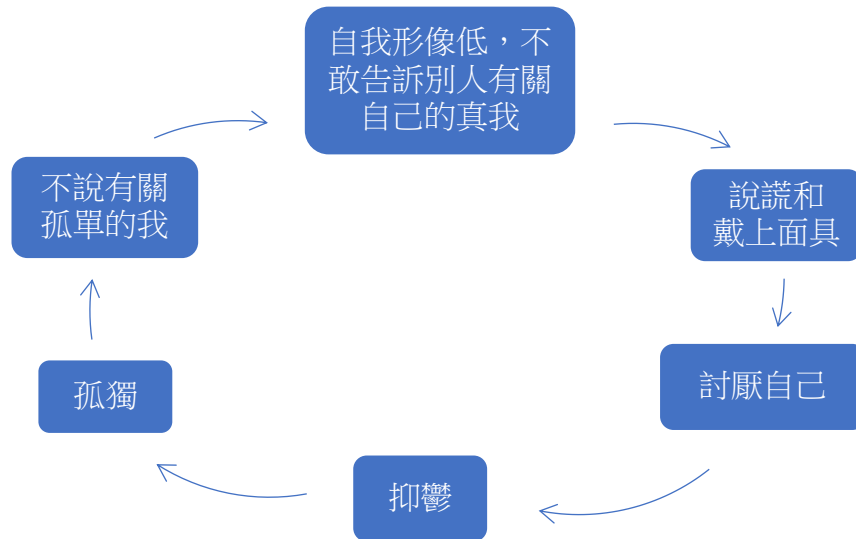 自我形像低，不
敢告訴別人有關
自己的真我
說謊和
戴上面具
討厭自己
抑鬱
孤獨
不說有關
孤單的我